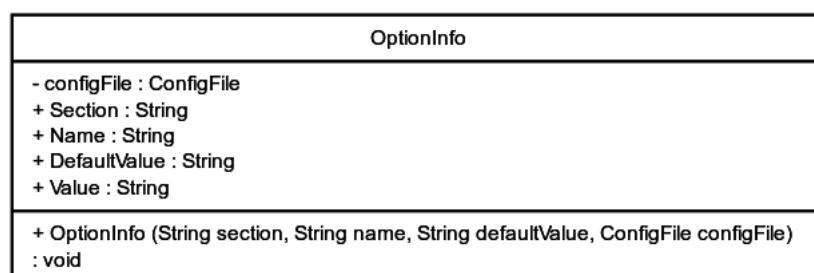 OptionInfo
- configFile : ConfigFile
+ Section : String
+ Name : String
+ DefaultValue : String
+ Value : String
+ OptionInfo (String section, String name, String defaultValue, ConfigFile configFile)
: void